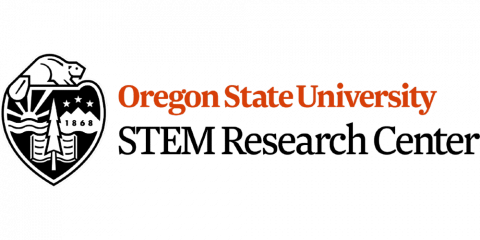 1868
Oregon State University
STEM Research Center